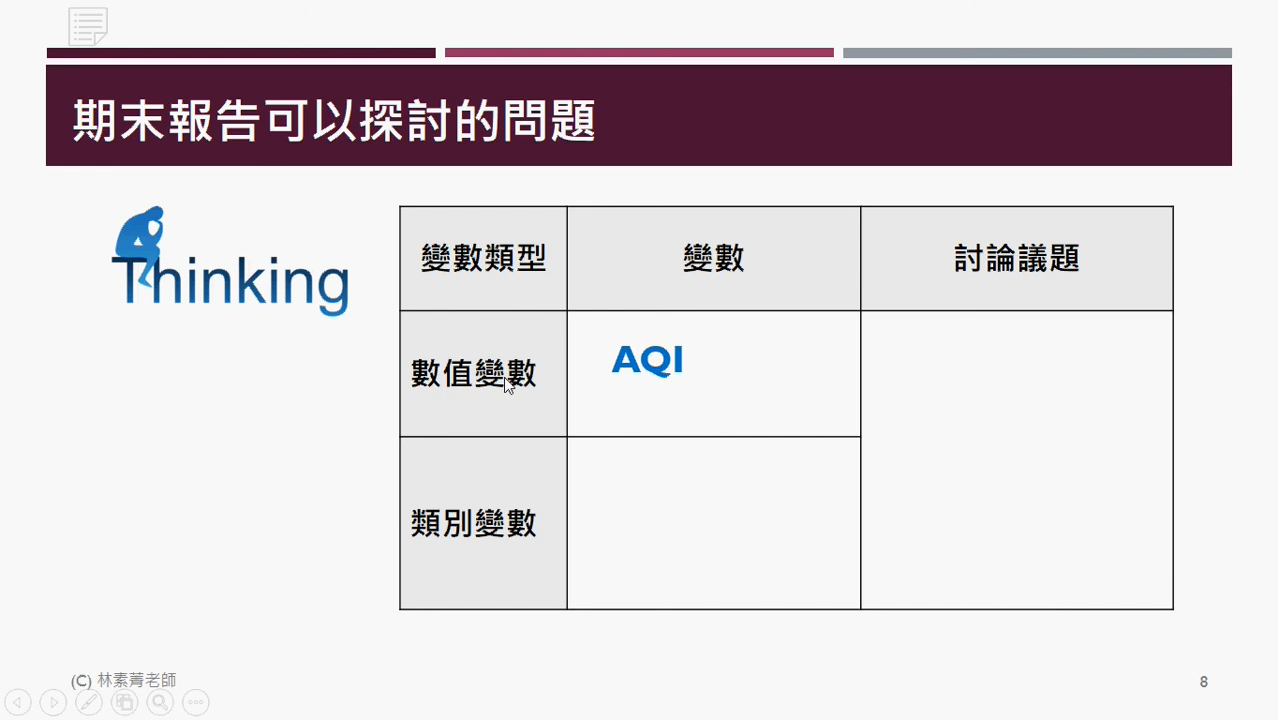 期末報告可以探討的問題
Thinking
變數類型 變數 討論議題
數值變數 AQI
類別變數
(C) 林素菁老師
8